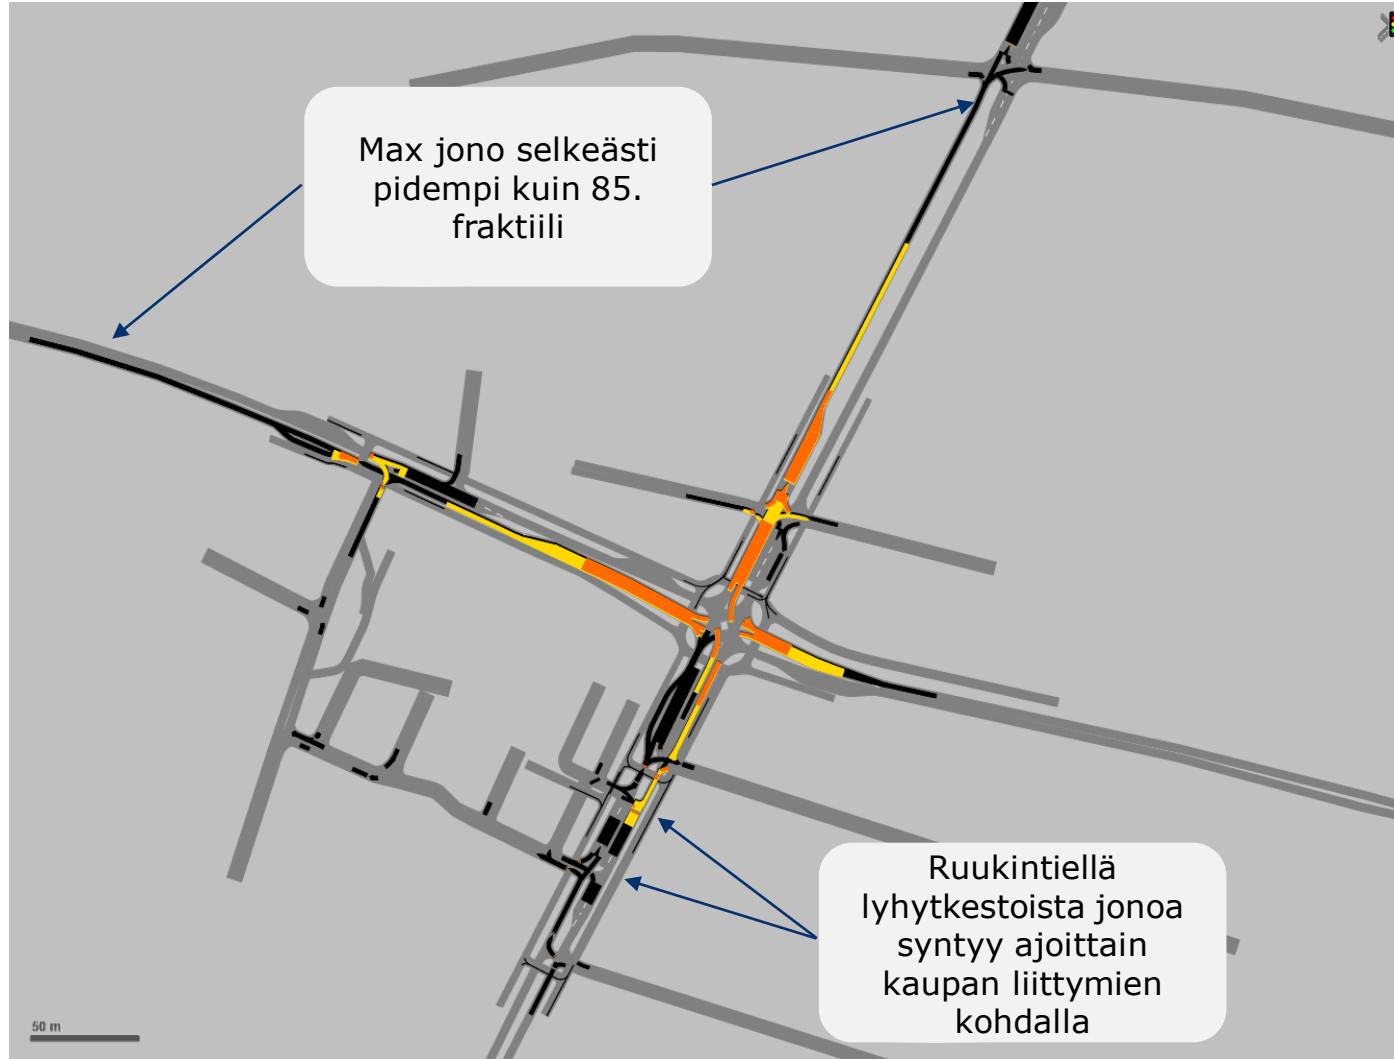 Max jono selkeästi
pidempi kuin 85.
fraktiili
Ruukintiellä
lyhytkestoista jonoa
syntyy ajoittain
kaupan liittymien
kohdalla
50 m